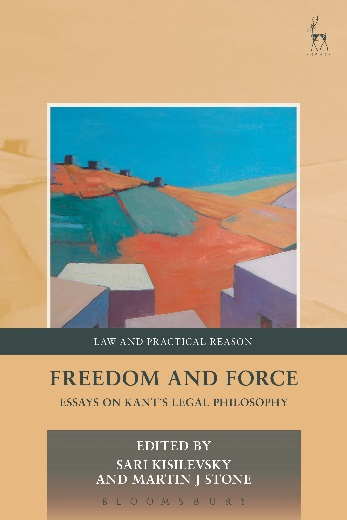 LAW AND PRACTICAL REASON
FREEDOM AND FORCE
ESSAYS ON KANT'S LEGAL PHILOSOPHY
EDITED BY
SARI KISILEVSKY
AND MARTIN J STONE
BLOOMSBURY